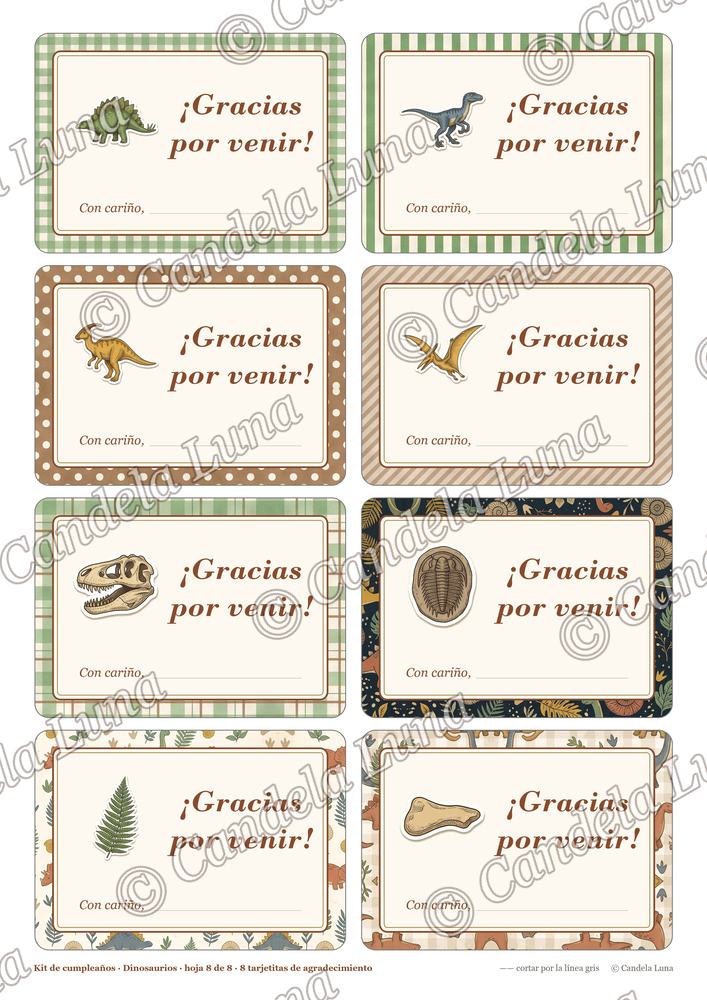 ¡Gracias
por venir!
Con cariño,
¡Gracias
por venir!
Con cariño,
¡Gracias
por venir!
Con cariño,
¡Gracias
por venir!
Con cariño,
¡Gracias
por venir!
Con cariño,
¡Gracias
por venir!
Con cariño,
¡Gracias
por venir!
Con cariño,
¡Gracias
por venir!
Con cariño,
Kit de cumpleaños · Dinosaurios · hoja 8 de 8 · 8 tarjetitas de agradecimiento
—— cortar por la línea gris © Candela Luna
© Candela Luna